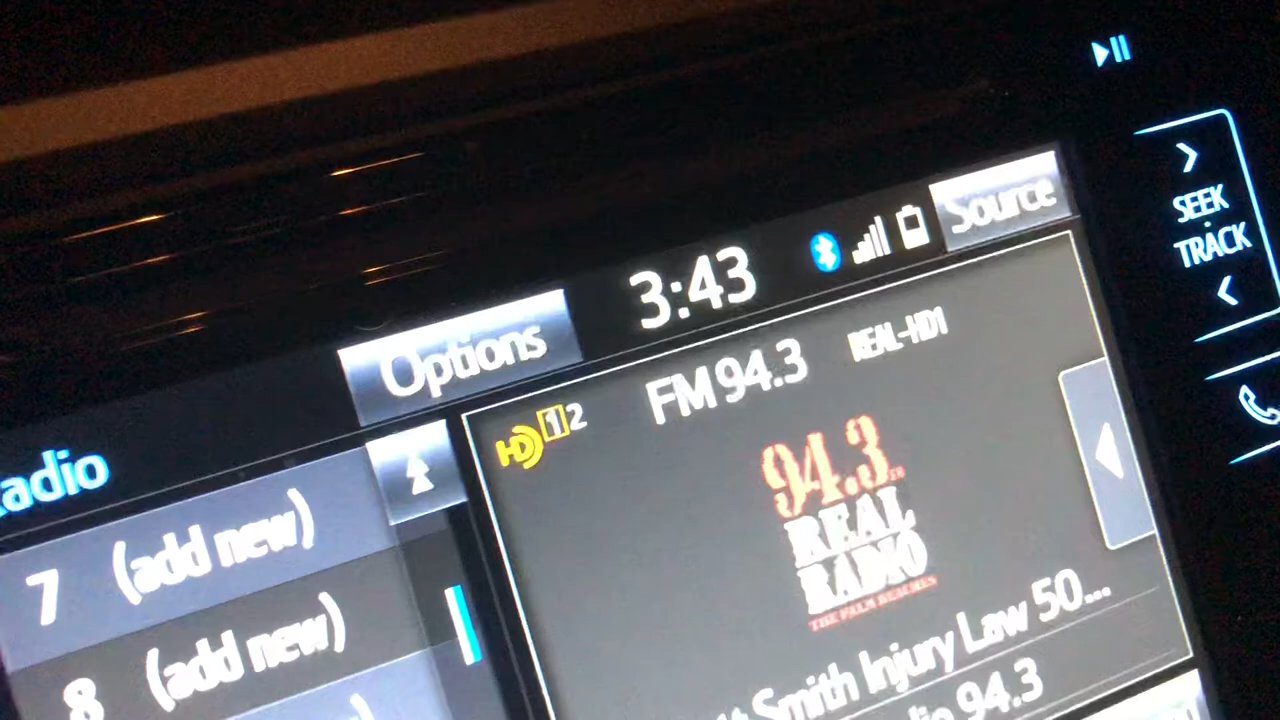 SEEK
TRACK
Source
3:43
Options
FM 94.3 REAL-HD1
HD 1 2
94.3
REAL
RADIO
THE PALM BEACHES
adio
7 (add new)
8 (add new)
Smith Injury Law 50...
dio 94.3